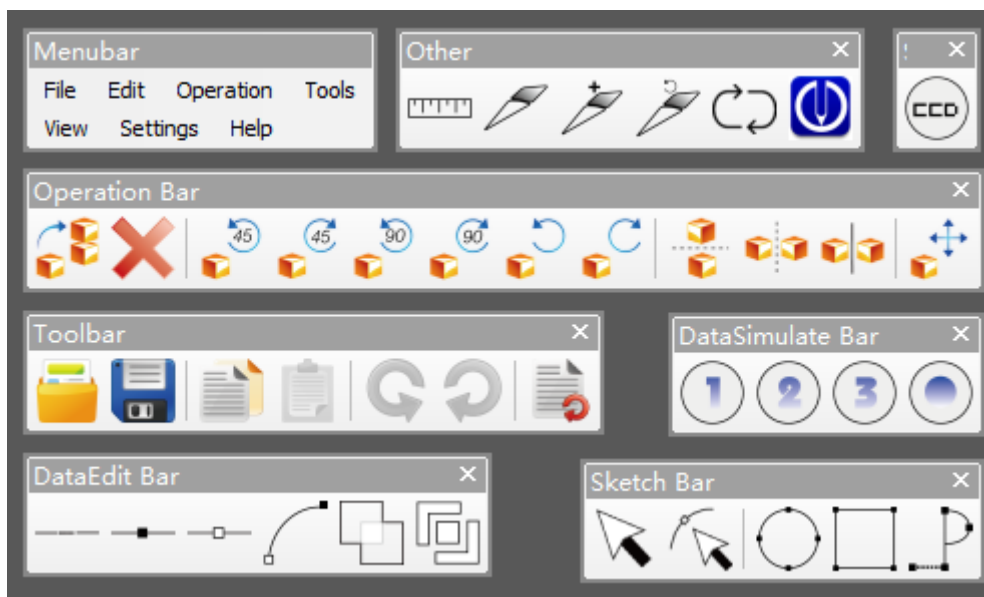 Menubar
File Edit Operation Tools
View Settings Help
Other
CCD
Operation Bar
45 45 90 90
Toolbar
DataSimulate Bar
1 2 3
DataEdit Bar
Sketch Bar